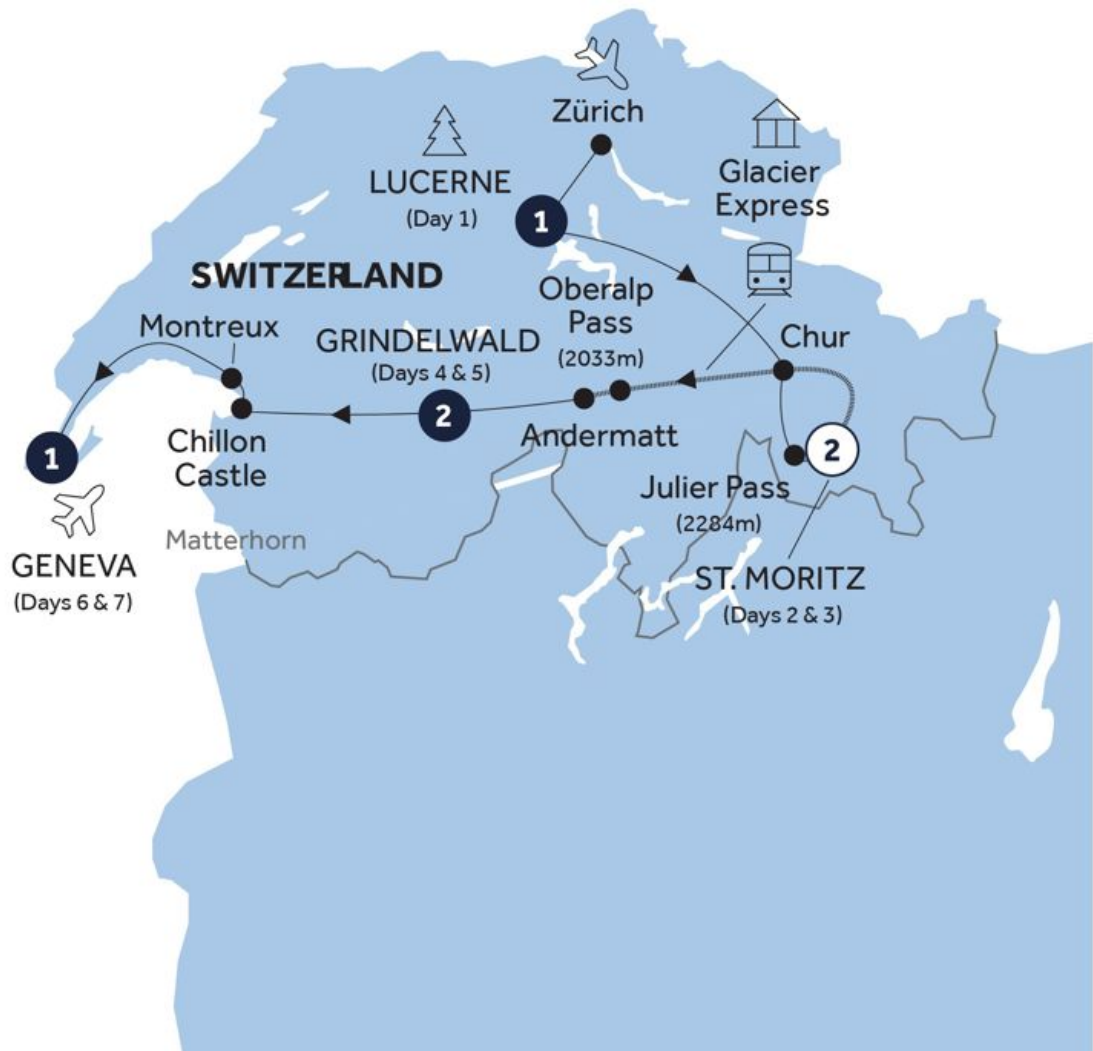 Zürich
LUCERNE
(Day 1)
Glacier
Express
1
SWITZERLAND
Oberalp
Pass
(2033m)
Montreux
GRINDELWALD
(Days 4 & 5)
Chur
2
Andermatt
Chillon
Castle
1
Julier Pass
(2284m)
2
Matterhorn
GENEVA
(Days 6 & 7)
ST. MORITZ
(Days 2 & 3)